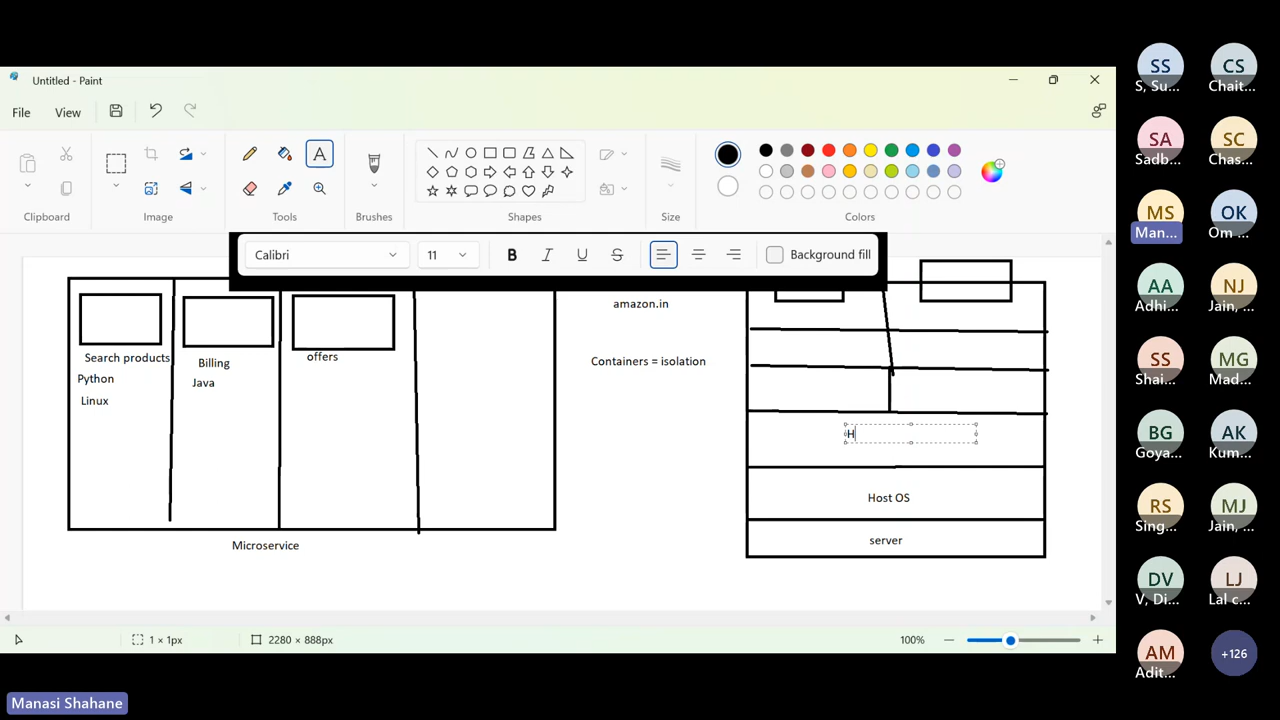 Untitled - Paint
File
View
Clipboard
Image
Tools
Brushes
Shapes
Size
Colors
Calibri
11
B
I
U
S
Background fill
Search products
Python
Linux
Billing
Java
offers
Microservice
amazon.in
Containers = isolation
H
Host OS
server
1 × 1px
2280 × 888px
100%
SS
S, Su...
CS
Chait...
SA
Sadb...
SC
Chas...
MS
Man...
OK
Om ...
AA
Adhi...
NJ
Jain, ...
SS
Shai...
MG
Mad...
BG
Goya...
AK
Kum...
RS
Sing...
MJ
Jain, ...
DV
V, Di...
LJ
Lal c...
AM
Adit...
+126
Manasi Shahane